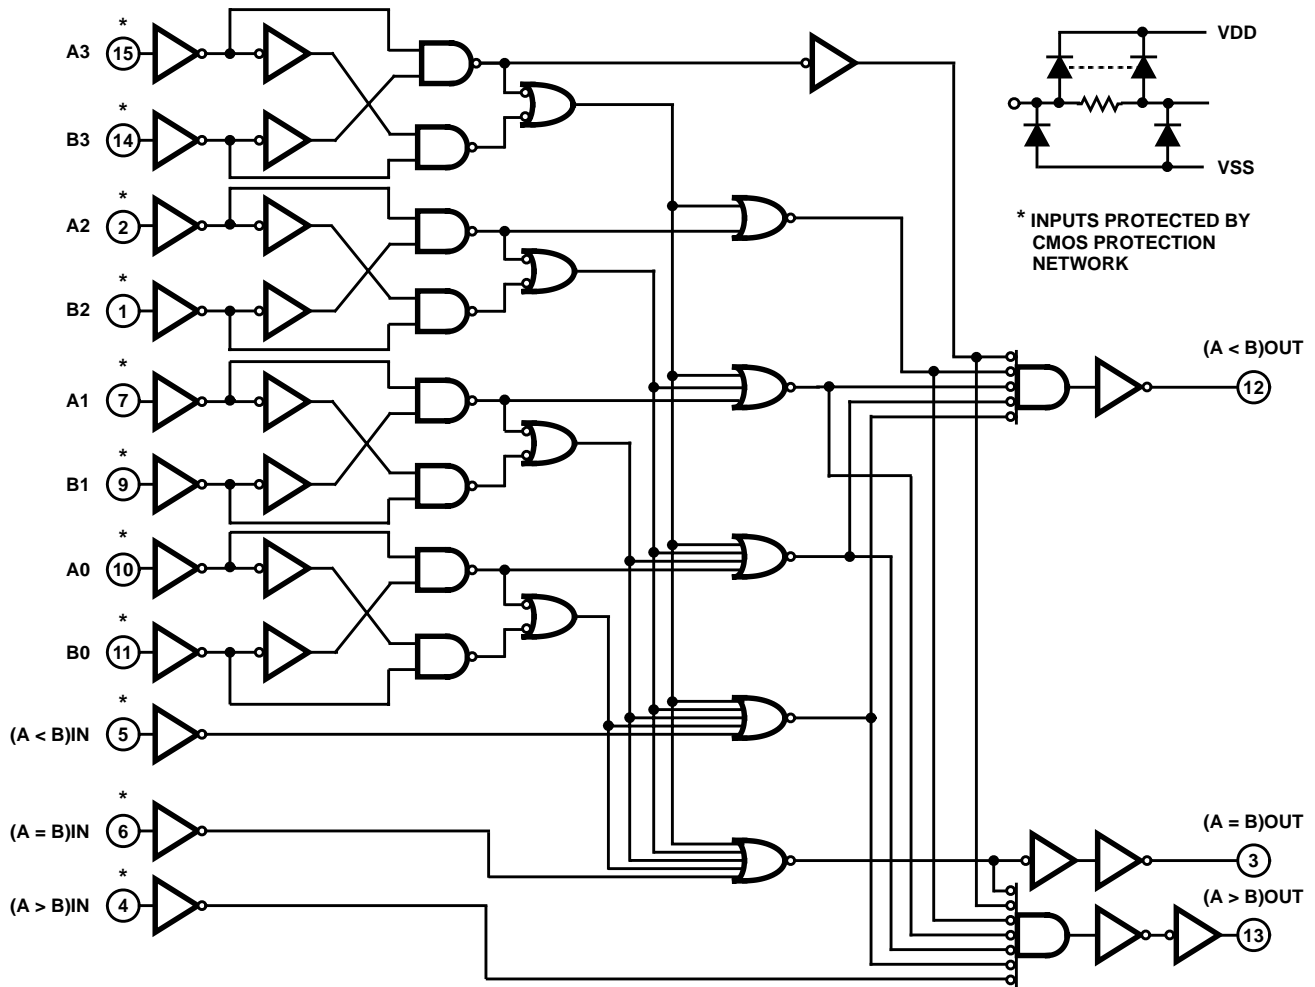 *
A3 15
*
B3 14
*
A2 2
*
B2 1
*
A1 7
*
B1 9
*
A0 10
*
B0 11
*
(A < B)IN 5
*
(A = B)IN 6
*
(A > B)IN 4
VDD
VSS
* INPUTS PROTECTED BY
CMOS PROTECTION
NETWORK
(A < B)OUT
12
(A = B)OUT
3
(A > B)OUT
13